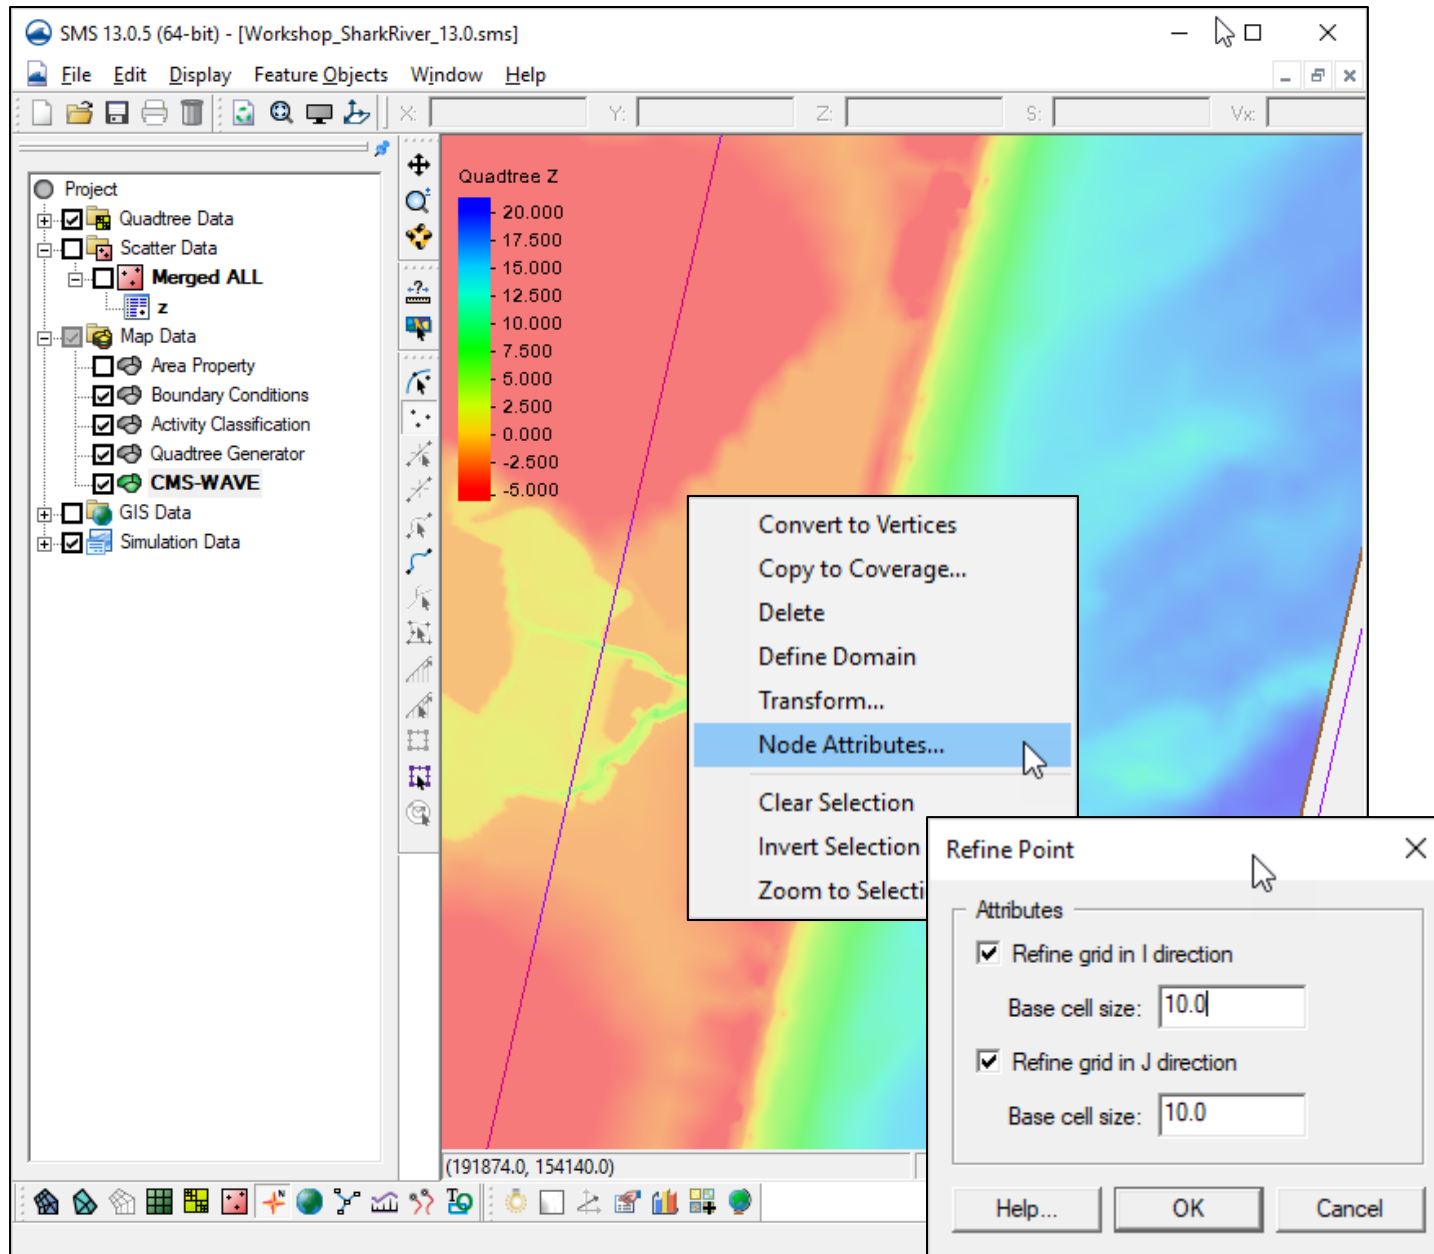 SMS 13.0.5 (64-bit) - [Workshop_SharkRiver_13.0.sms]
File Edit Display Feature Objects Window Help
X: Y: Z: S: Vx:
Project
Quadtree Data
Scatter Data
Merged ALL
z
Map Data
Area Property
Boundary Conditions
Activity Classification
Quadtree Generator
CMS-WAVE
GIS Data
Simulation Data
Quadtree Z
20.000
17.500
15.000
12.500
10.000
7.500
5.000
2.500
0.000
-2.500
-5.000
Convert to Vertices
Copy to Coverage...
Delete
Define Domain
Transform...
Node Attributes...
Clear Selection
Invert Selection
Zoom to Selecti
Refine Point
Attributes
Refine grid in I direction
Base cell size: 10.0
Refine grid in J direction
Base cell size: 10.0
Help... OK Cancel
(191874.0, 154140.0)